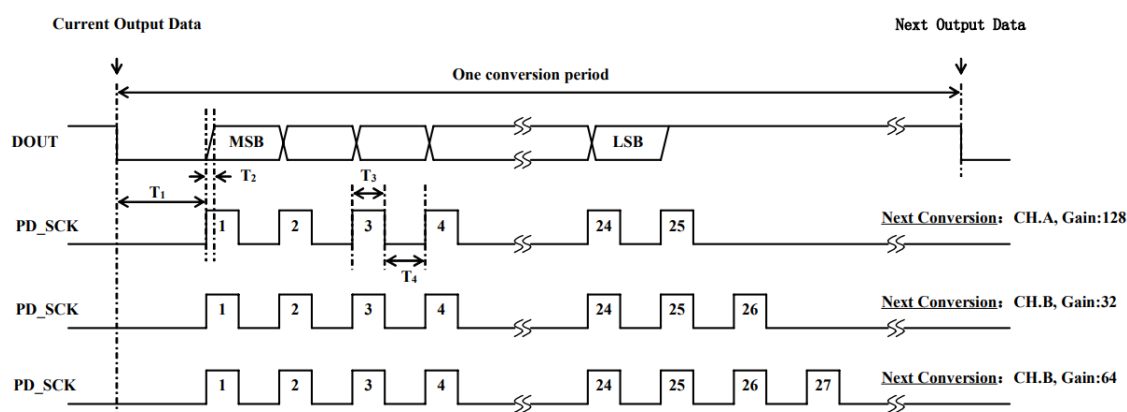 Current Output Data
Next Output Data
One conversion period
DOUT
MSB
LSB
T1
T2
T3
PD_SCK
1
2
3
4
24
25
Next Conversion：CH.A, Gain:128
T4
PD_SCK
1
2
3
4
24
25
26
Next Conversion：CH.B, Gain:32
PD_SCK
1
2
3
4
24
25
26
27
Next Conversion：CH.B, Gain:64